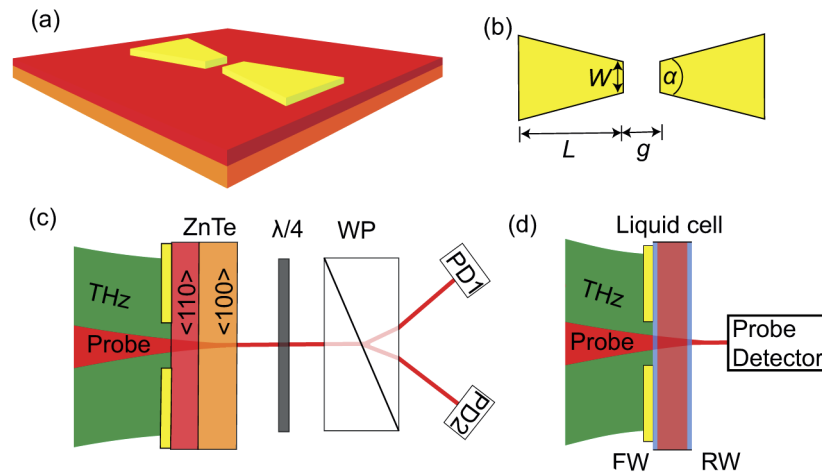 (a)
(b)
W
α
L
g
(c)
ZnTe
λ/4
WP
THz
Probe
<110>
<100>
PD1
PD2
(d)
Liquid cell
THz
Probe
Probe
Detector
FW
RW